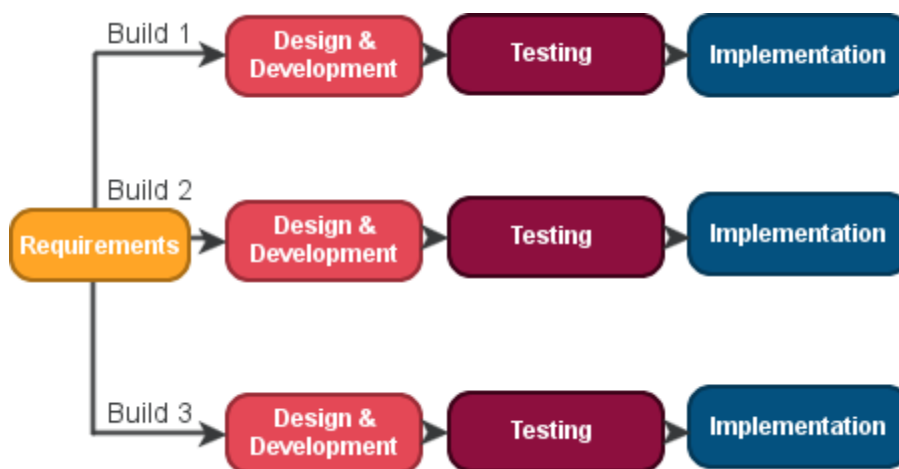 Build 1
Design &
Development
Testing
Implementation
Build 2
Requirements
Design &
Development
Testing
Implementation
Build 3
Design &
Development
Testing
Implementation